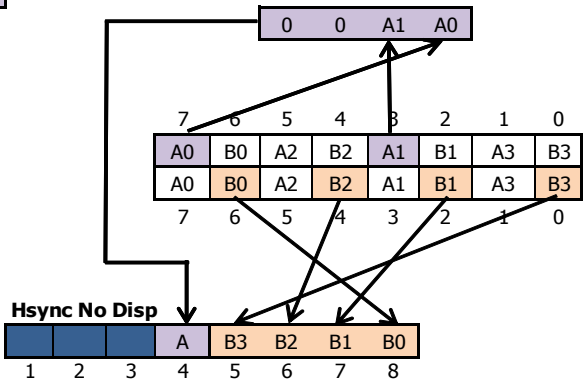 0 0 A1 A0
7 6 5 4 3 2 1 0
A0 B0 A2 B2 A1 B1 A3 B3
A0 B0 A2 B2 A1 B1 A3 B3
7 6 5 4 3 2 1 0
Hsync No Disp
A B3 B2 B1 B0
1 2 3 4 5 6 7 8